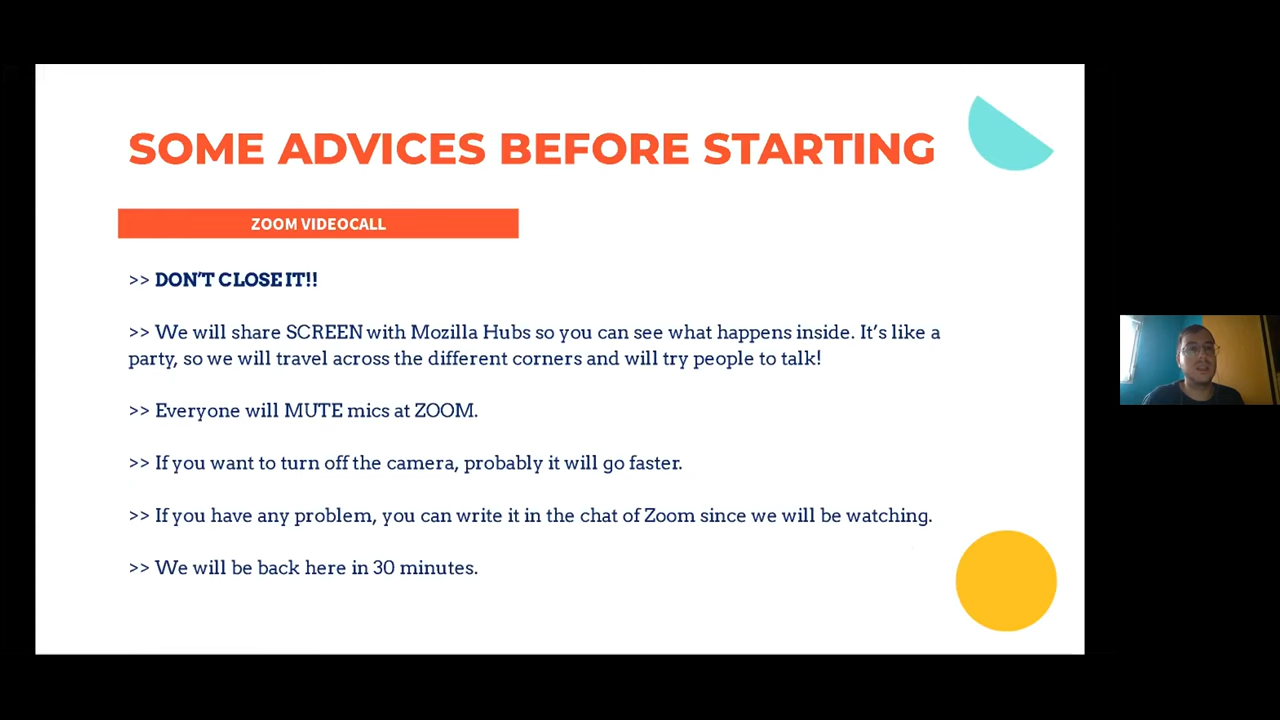 SOME ADVICES BEFORE STARTING
ZOOM VIDEOCALL
>> DON'T CLOSE IT!!
>> We will share SCREEN with Mozilla Hubs so you can see what happens inside. It's like a
party, so we will travel across the different corners and will try people to talk!
>> Everyone will MUTE mics at ZOOM.
>> If you want to turn off the camera, probably it will go faster.
>> If you have any problem, you can write it in the chat of Zoom since we will be watching.
>> We will be back here in 30 minutes.